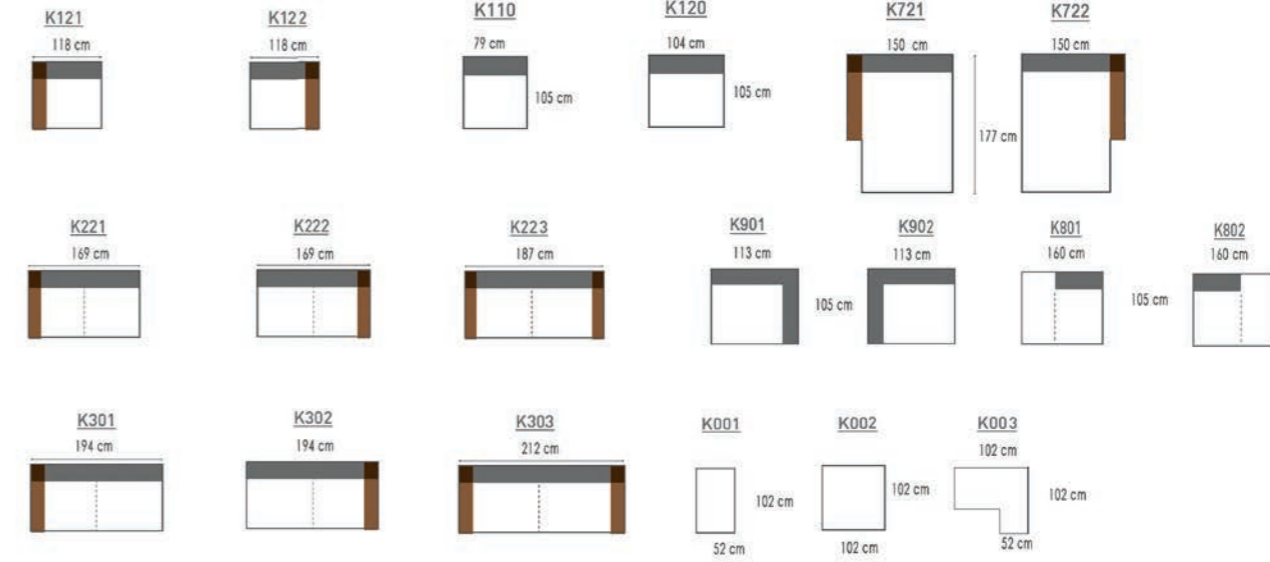 K121
118 cm
K122
118 cm
K110
79 cm
105 cm
K120
104 cm
105 cm
K721
150 cm
K722
150 cm
177 cm
K221
169 cm
K222
169 cm
K223
187 cm
K901
113 cm
K902
113 cm
105 cm
K801
160 cm
K802
160 cm
105 cm
K301
194 cm
K302
194 cm
K303
212 cm
K001
102 cm
52 cm
K002
102 cm
102 cm
K003
102 cm
102 cm
52 cm